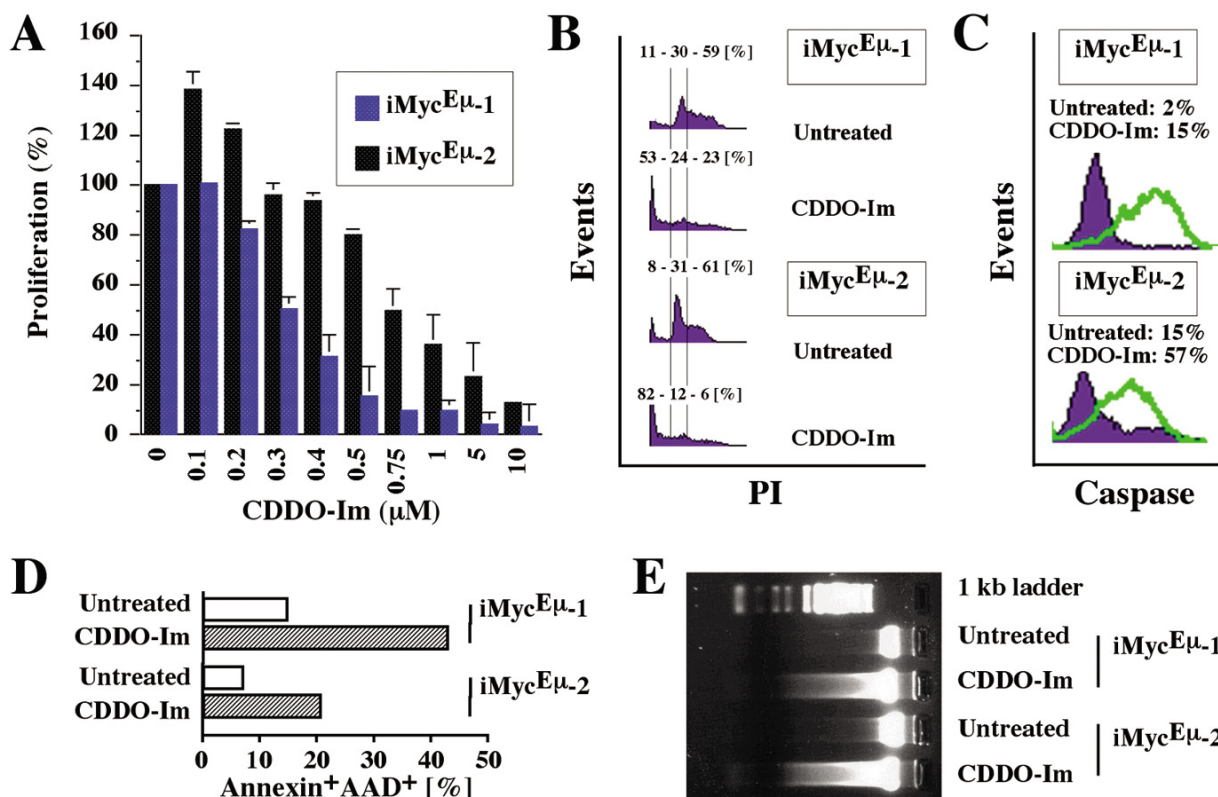 A
160
140
120
100
80
60
40
20
0
Proliferation (%)
iMycEμ-1
iMycEμ-2
0
0.1
0.2
0.3
0.4
0.5
0.75
1
5
10
CDDO-Im (μM)
B
Events
11 - 30 - 59 [%]
iMycEμ-1
Untreated
53 - 24 - 23 [%]
CDDO-Im
8 - 31 - 61 [%]
iMycEμ-2
Untreated
82 - 12 - 6 [%]
CDDO-Im
PI
C
Events
iMycEμ-1
Untreated: 2%
CDDO-Im: 15%
iMycEμ-2
Untreated: 15%
CDDO-Im: 57%
Caspase
D
Untreated
CDDO-Im
iMycEμ-1
Untreated
CDDO-Im
iMycEμ-2
0 10 20 30 40 50
Annexin+AAD+ [%]
E
1 kb ladder
Untreated
CDDO-Im
iMycEμ-1
Untreated
CDDO-Im
iMycEμ-2